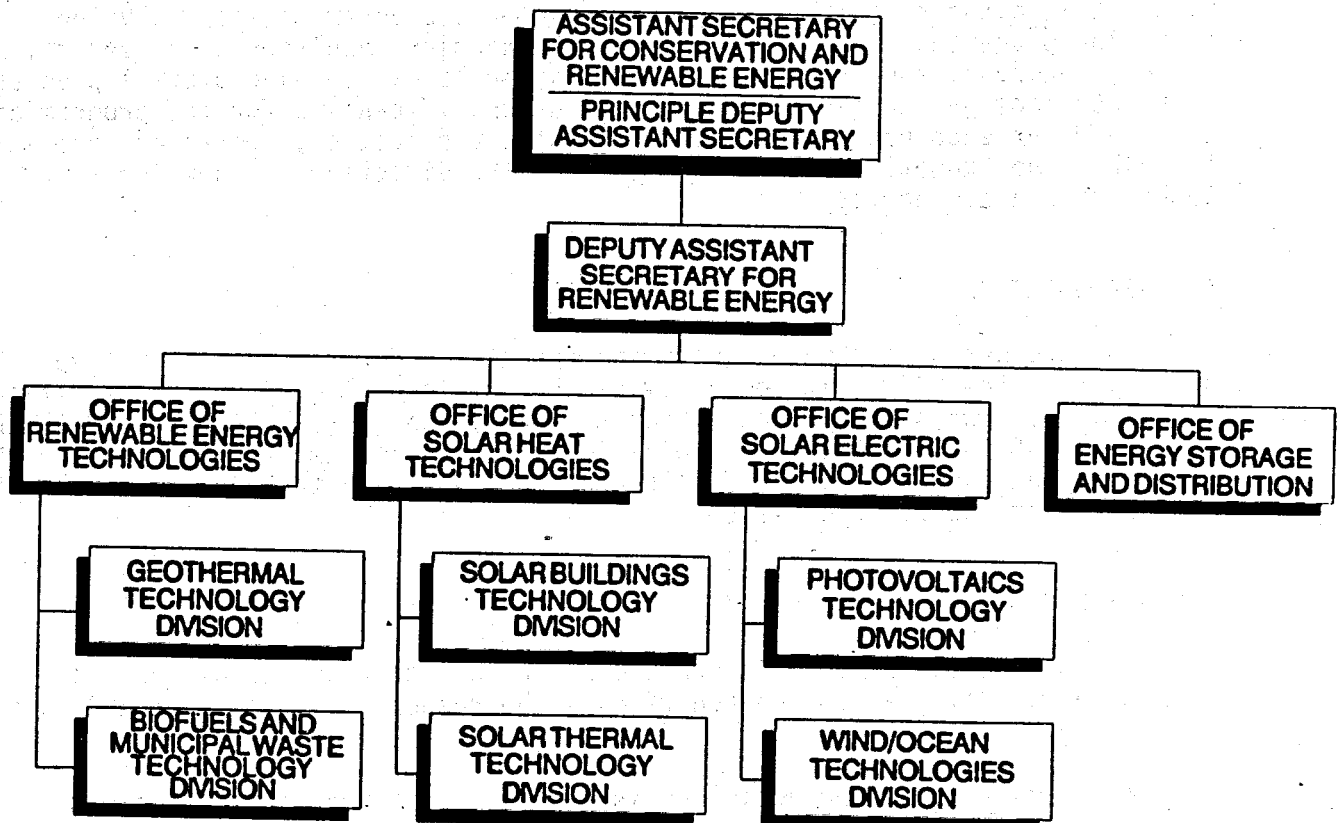 ASSISTANT SECRETARY
FOR CONSERVATION AND
RENEWABLE ENERGY
PRINCIPLE DEPUTY
ASSISTANT SECRETARY
DEPUTY ASSISTANT
SECRETARY FOR
RENEWABLE ENERGY
OFFICE OF
RENEWABLE ENERGY
TECHNOLOGIES
OFFICE OF
SOLAR HEAT
TECHNOLOGIES
OFFICE OF
SOLAR ELECTRIC
TECHNOLOGIES
OFFICE OF
ENERGY STORAGE
AND DISTRIBUTION
GEOTHERMAL
TECHNOLOGY
DIVISION
SOLAR BUILDINGS
TECHNOLOGY
DIVISION
PHOTOVOLTAICS
TECHNOLOGY
DIVISION
BIOFUELS AND
MUNICIPAL WASTE
TECHNOLOGY
DIVISION
SOLAR THERMAL
TECHNOLOGY
DIVISION
WIND/OCEAN
TECHNOLOGIES
DIVISION